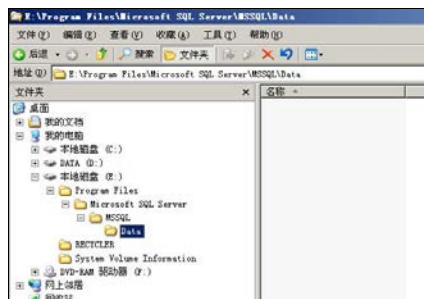 E:\Program Files\Microsoft SQL Server\MSSQL\Data
文件(F) 编辑(E) 查看(V) 收藏(A) 工具(T) 帮助(H)
后退 搜索 文件夹
地址(D) E:\Program Files\Microsoft SQL Server\MSSQL\Data
文件夹 × 名称
桌面
我的文档
我的电脑
本地磁盘 (C:)
DATA (D:)
本地磁盘 (E:)
Program Files
Microsoft SQL Server
MSSQL
Data
RECYCLER
System Volume Information
DVD-RAM 驱动器 (F:)
网上邻居